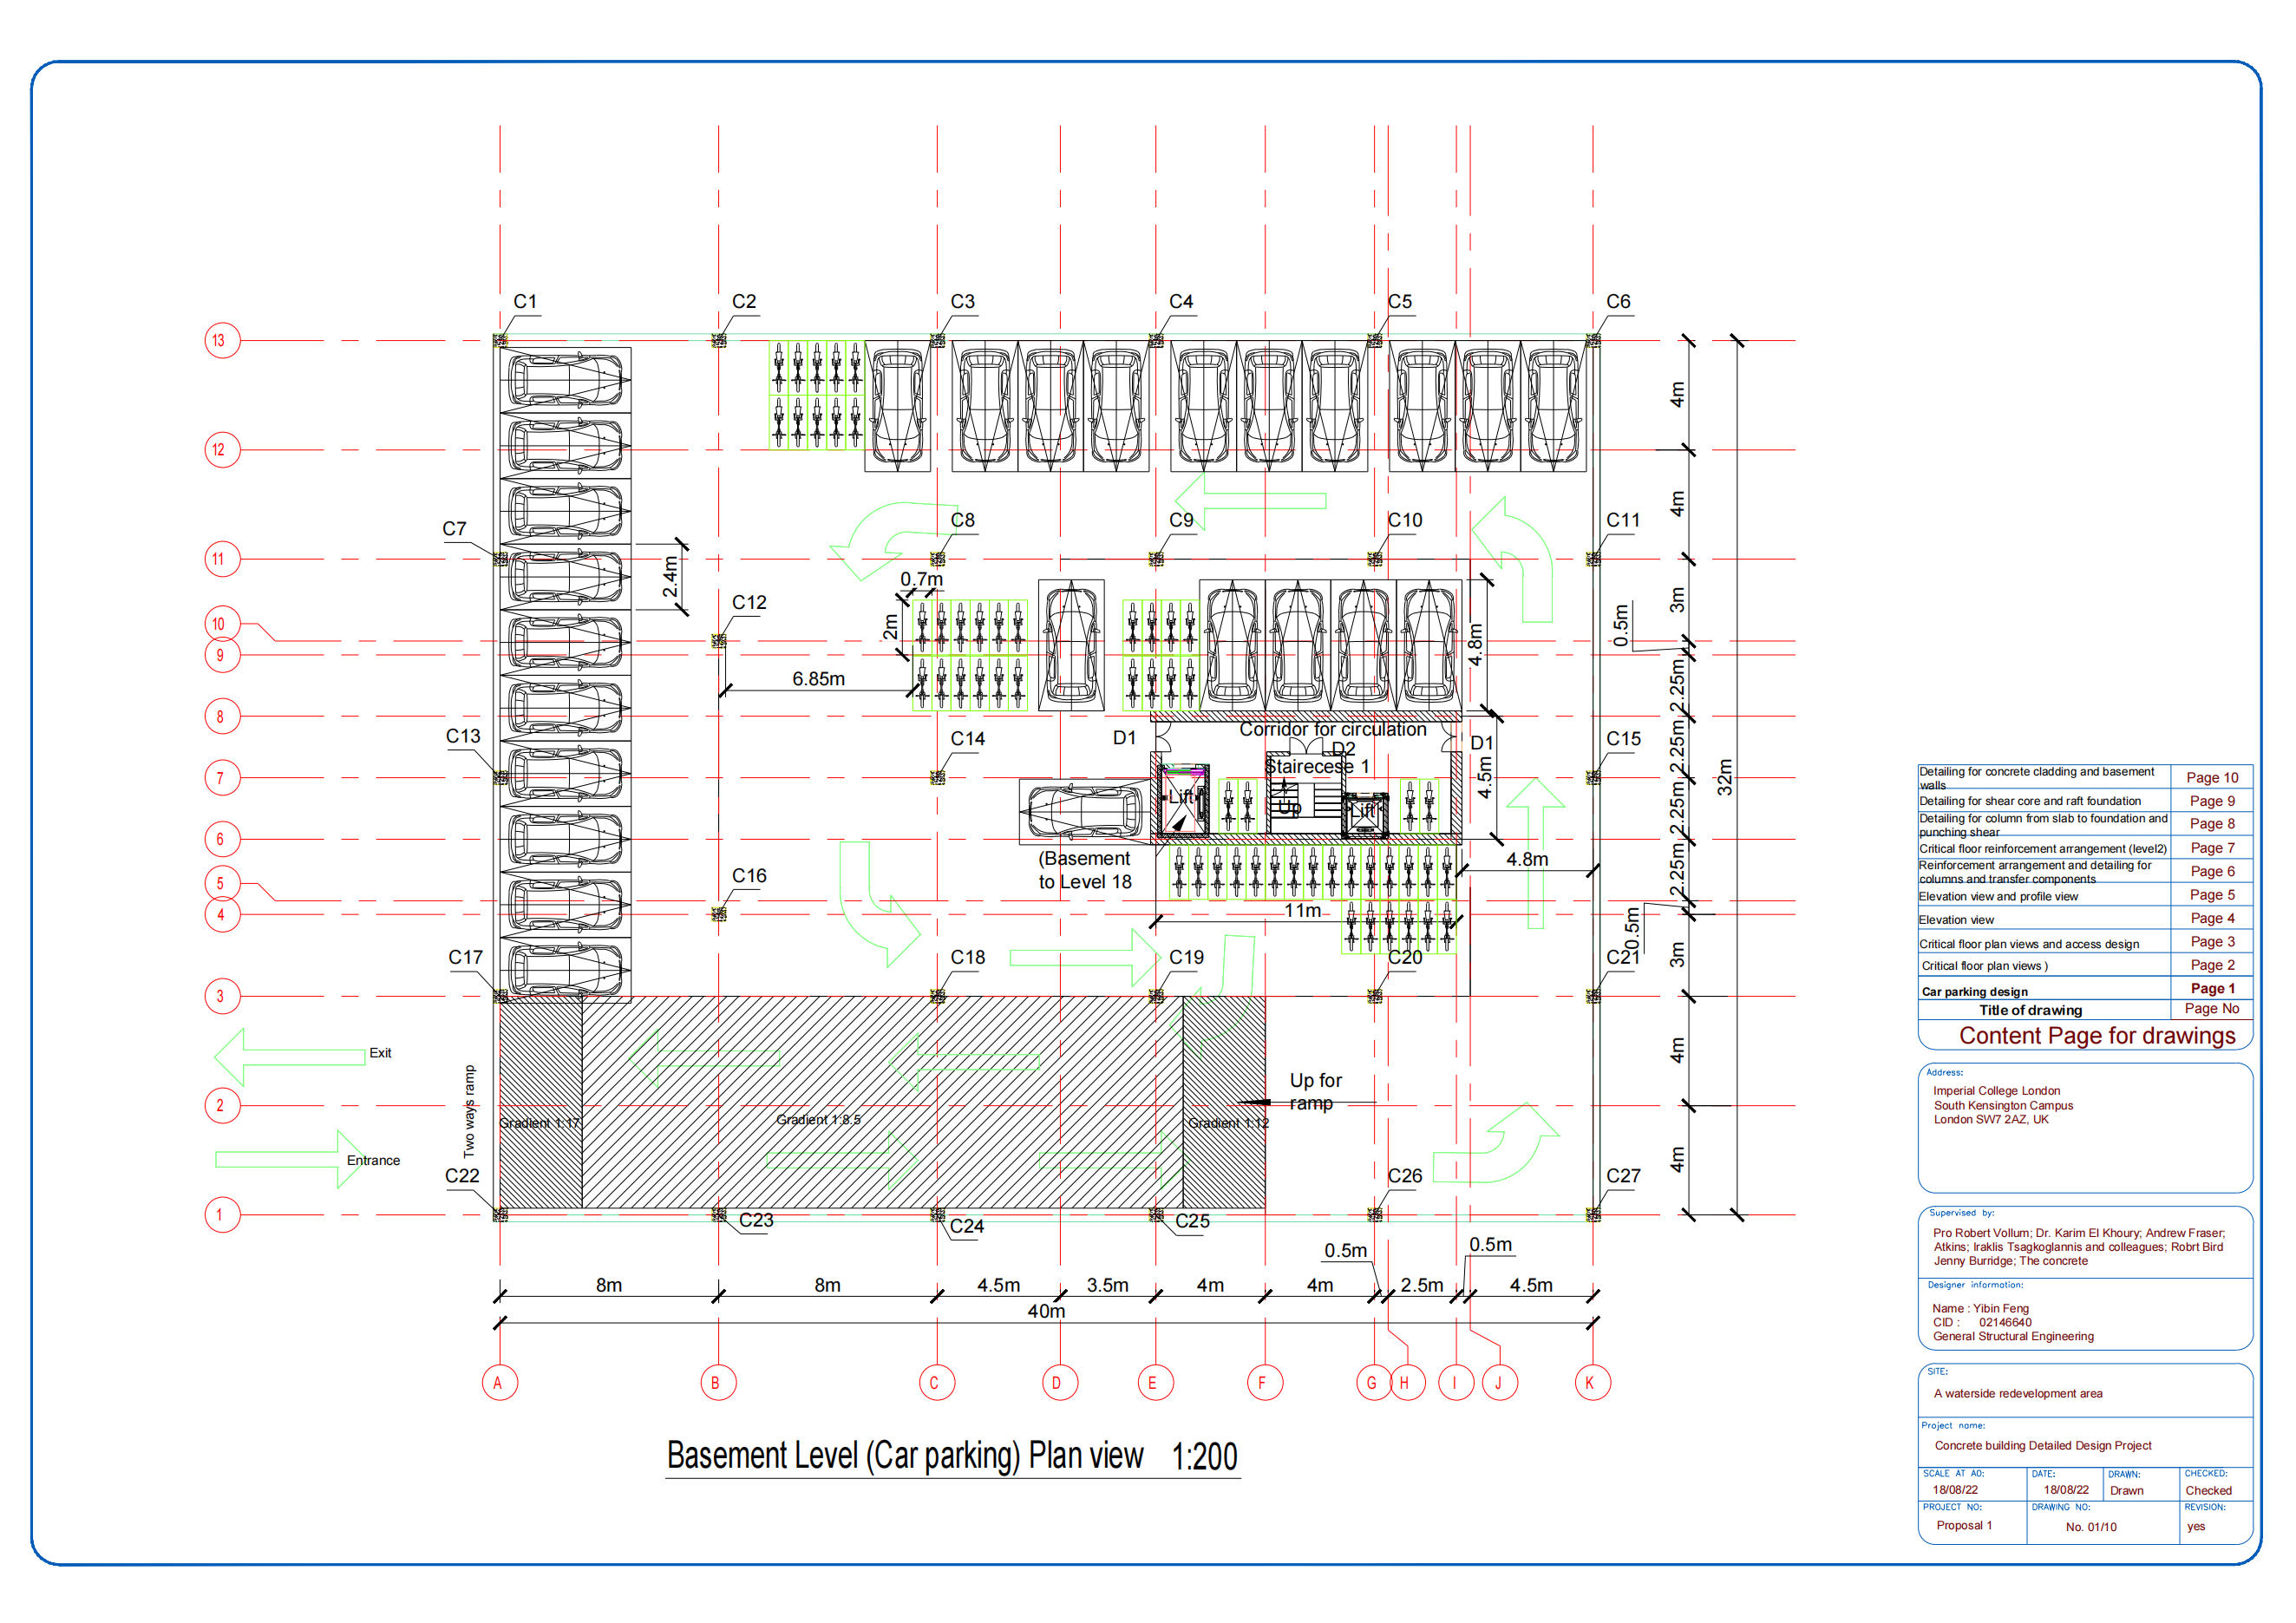 C1
C2
C3
C4
C5
C6
13
12
11
10
9
8
7
6
5
4
3
2
1
4m
4m
3m
0.5m
2.25m
2.25m
2.25m
2.25m
0.5m
3m
4m
4m
32m
C7
C8
C9
C10
C11
2.4m
0.7m
2m
C12
6.85m
4.8m
C13
C14
C15
D1
Corridor for circulation
D2
D1
Stairecese 1
4.5m
Lift
Up
Lift
(Basement
to Level 18
4.8m
C16
11m
C17
C18
C19
C20
C21
Exit
Entrance
Two ways ramp
Gradient 1:17
Gradient 1:8.5
Gradient 1:12
Up for
ramp
C22
C23
C24
C25
C26
C27
0.5m
0.5m
8m
8m
4.5m
3.5m
4m
4m
2.5m
4.5m
40m
A
B
C
D
E
F
G
H
I
J
K
Basement Level (Car parking) Plan view 1:200
Detailing for concrete cladding and basement
walls
Page 10
Detailing for shear core and raft foundation
Page 9
Detailing for column from slab to foundation and
punching shear
Page 8
Critical floor reinforcement arrangement (level2)
Page 7
Reinforcement arrangement and detailing for
columns and transfer components
Page 6
Elevation view and profile view
Page 5
Elevation view
Page 4
Critical floor plan views and access design
Page 3
Critical floor plan views )
Page 2
Car parking design
Page 1
Title of drawing
Page No
Content Page for drawings
Address:
Imperial College London
South Kensington Campus
London SW7 2AZ, UK
Supervised by:
Pro Robert Vollum; Dr. Karim El Khoury; Andrew Fraser;
Atkins; Iraklis Tsagkoglannis and colleagues; Robrt Bird
Jenny Burridge; The concrete
Designer information:
Name : Yibin Feng
CID : 02146640
General Structural Engineering
SITE:
A waterside redevelopment area
Project name:
Concrete building Detailed Design Project
SCALE AT A0:
18/08/22
DATE:
18/08/22
DRAWN:
Drawn
CHECKED:
Checked
PROJECT NO:
Proposal 1
DRAWING NO:
No. 01/10
REVISION:
yes